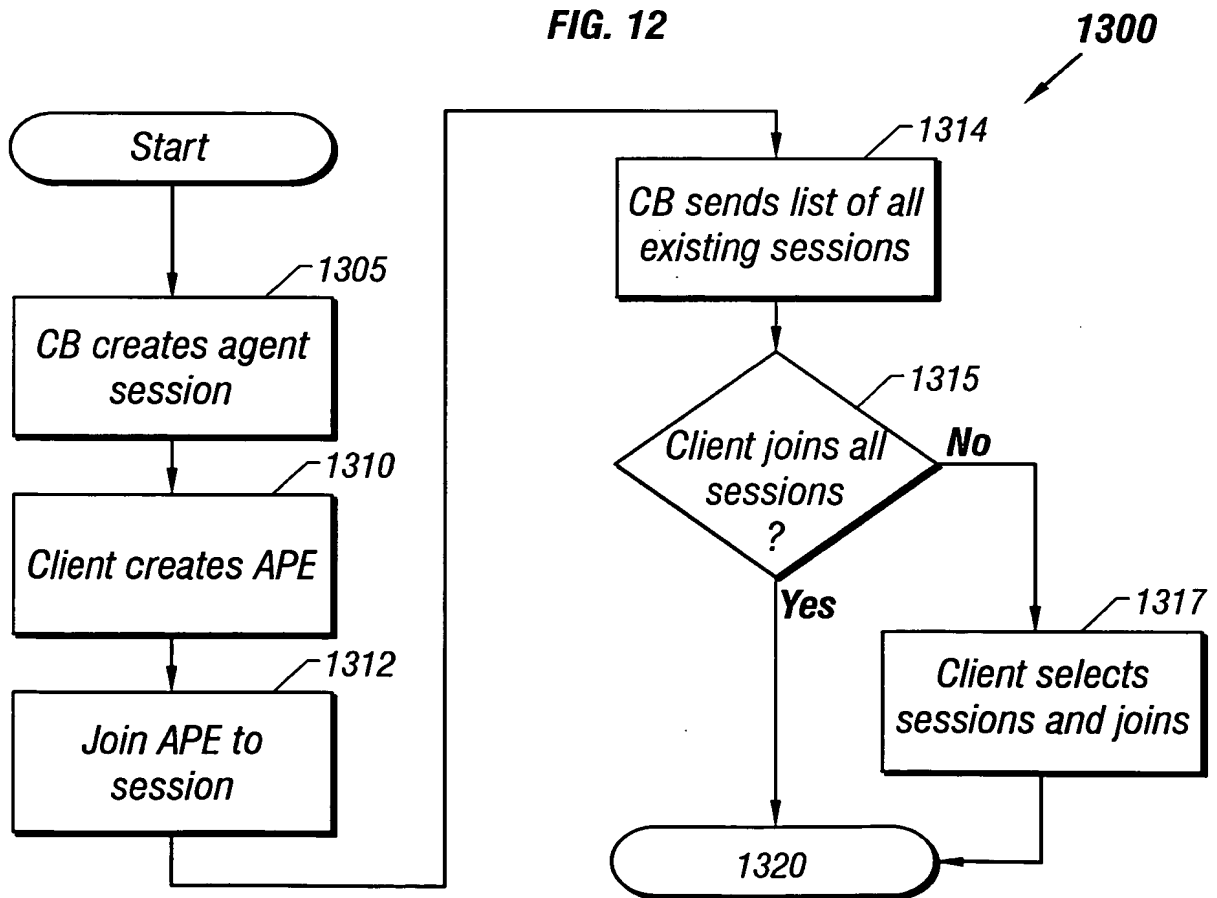 FIG. 12
1300
Start
1305
CB creates agent
session
1310
Client creates APE
1312
Join APE to
session
1314
CB sends list of all
existing sessions
1315
Client joins all
sessions
?
No
Yes
1317
Client selects
sessions and joins
1320